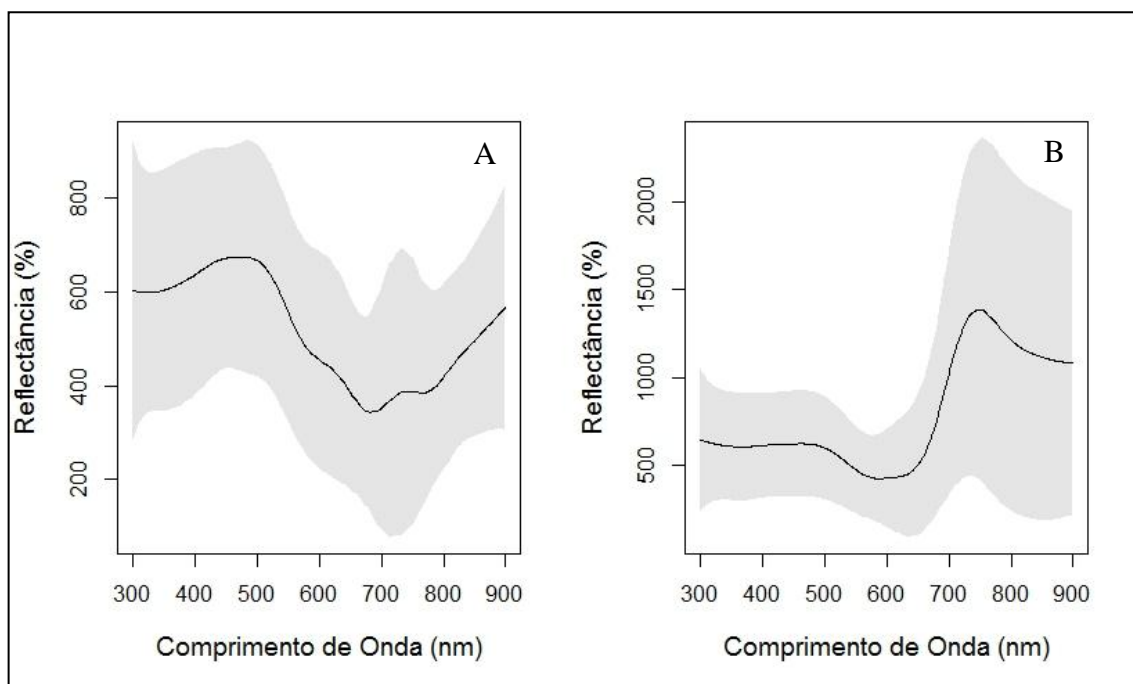 A
Reflectância (%)
800
600
400
200
300 400 500 600 700 800 900
Comprimento de Onda (nm)
B
Reflectância (%)
2000
1500
1000
500
300 400 500 600 700 800 900
Comprimento de Onda (nm)